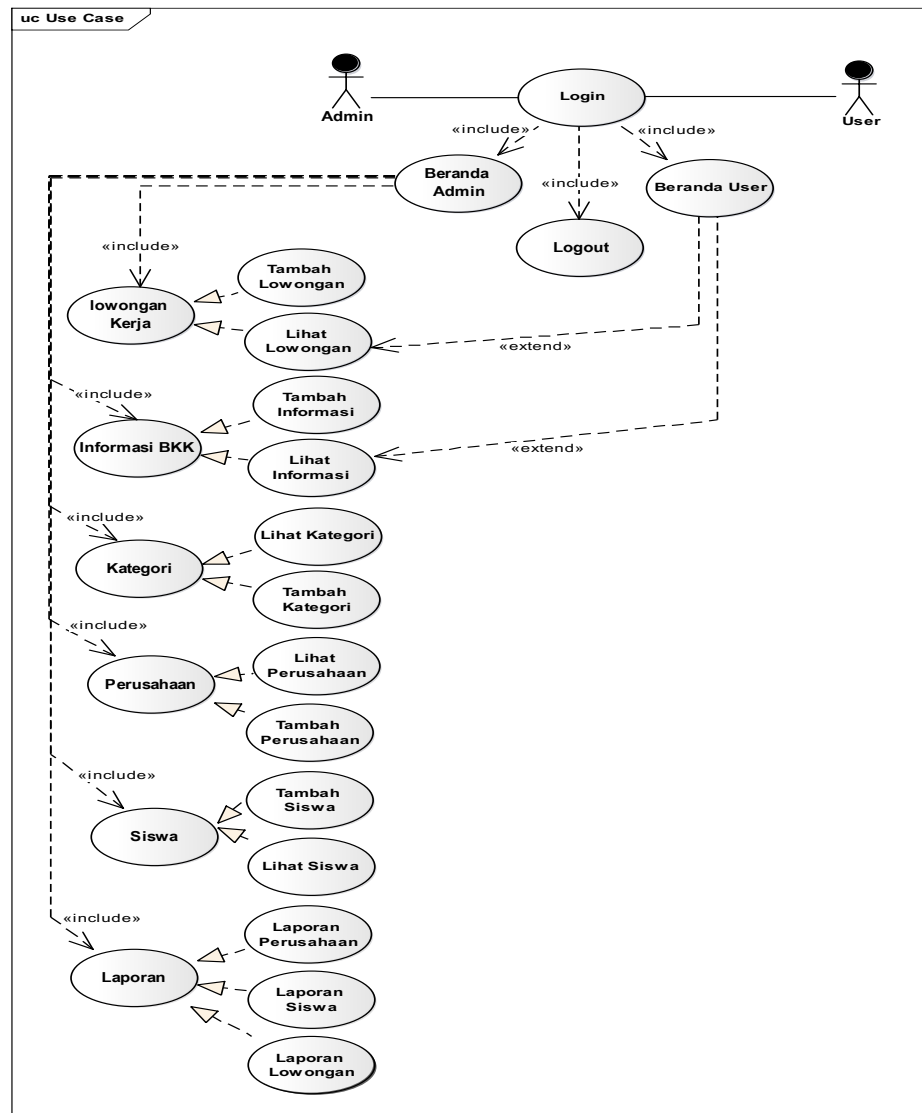 uc Use Case
Admin
Login
User
«include»
«include»
Beranda
Admin
«include»
Beranda User
Logout
«include»
lowongan
Kerja
Tambah
Lowongan
Lihat
Lowongan
«extend»
«include»
Informasi BKK
Tambah
Informasi
Lihat
Informasi
«extend»
«include»
Kategori
Lihat Kategori
Tambah
Kategori
«include»
Perusahaan
Lihat
Perusahaan
Tambah
Perusahaan
«include»
Siswa
Tambah
Siswa
Lihat Siswa
«include»
Laporan
Laporan
Perusahaan
Laporan
Siswa
Laporan
Lowongan